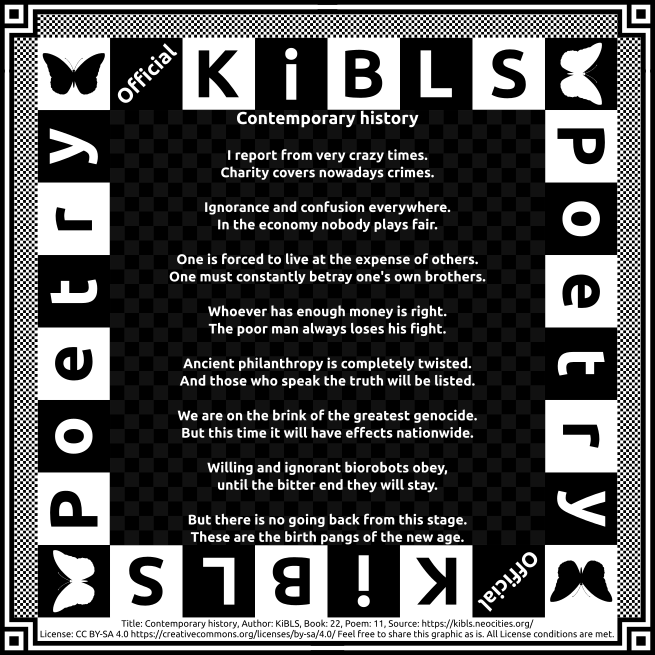 Official KiBLS
Poetry
Poetry
Contemporary history
I report from very crazy times.
Charity covers nowadays crimes.
Ignorance and confusion everywhere.
In the economy nobody plays fair.
One is forced to live at the expense of others.
One must constantly betray one's own brothers.
Whoever has enough money is right.
The poor man always loses his fight.
Ancient philanthropy is completely twisted.
And those who speak the truth will be listed.
We are on the brink of the greatest genocide.
But this time it will have effects nationwide.
Willing and ignorant biorobots obey,
until the bitter end they will stay.
But there is no going back from this stage.
These are the birth pangs of the new age.
Official KiBLS
Title: Contemporary history, Author: KiBLS, Book: 22, Poem: 11, Source: https://kibls.neocities.org/
License: CC BY-SA 4.0 https://creativecommons.org/licenses/by-sa/4.0/ Feel free to share this graphic as is. All License conditions are met.